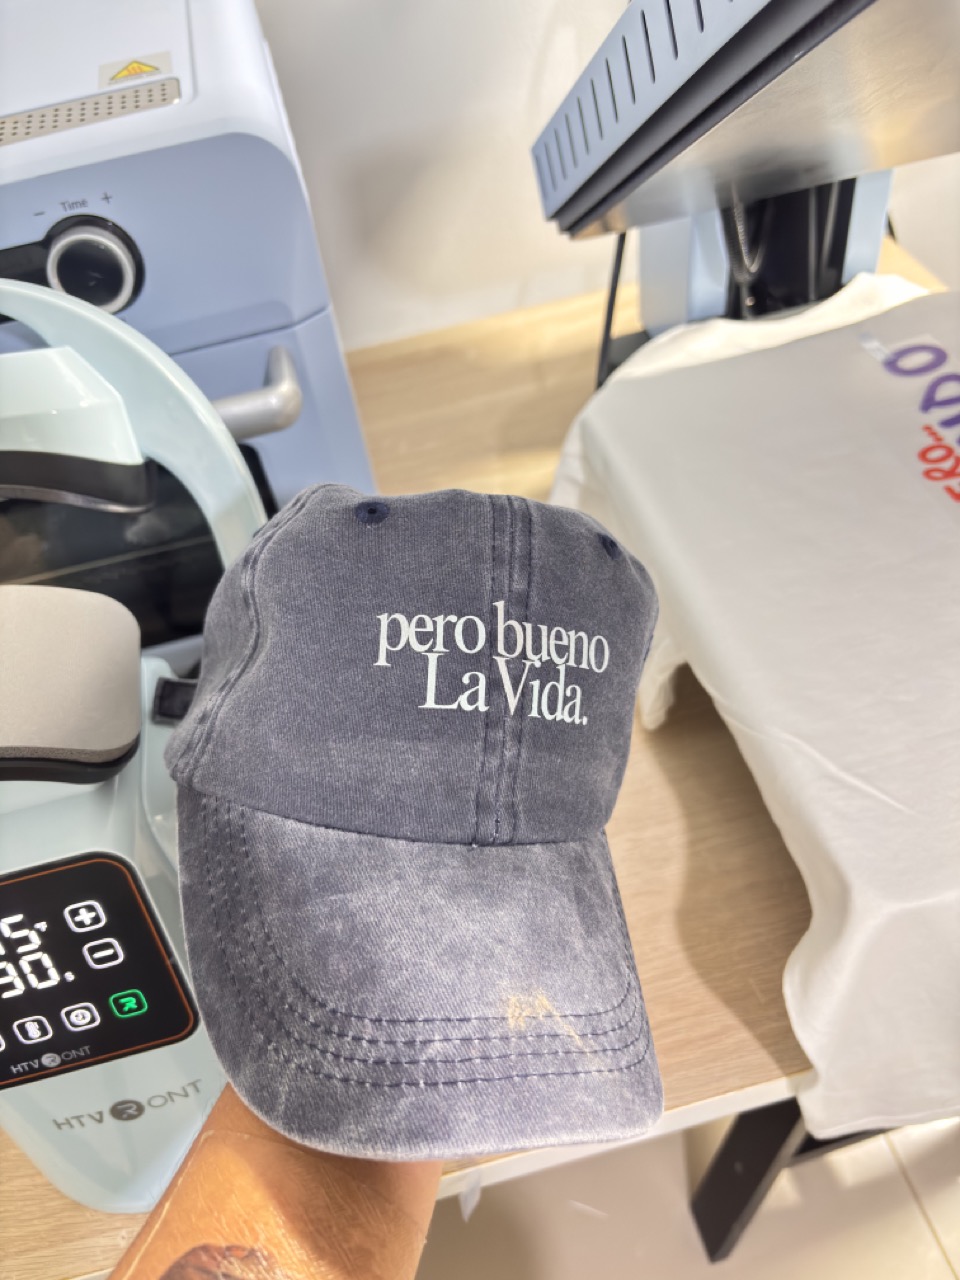 − Time +
pero bueno
La Vida.
HTVRONT
HTVRONT